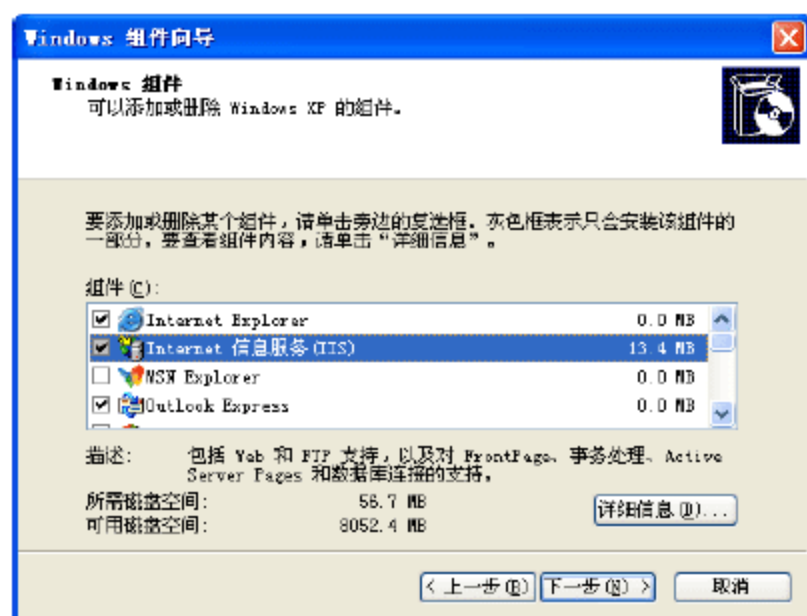 Windows 组件向导
Windows 组件
可以添加或删除 Windows XP 的组件。
要添加或删除某个组件，请单击旁边的复选框。灰色框表示只会安装该组件的
一部分。要查看组件内容，请单击“详细信息”。
组件(C):
Internet Explorer 0.0 MB
Internet 信息服务(IIS) 13.4 MB
MSN Explorer 0.0 MB
Outlook Express 0.0 MB
描述: 包括 Web 和 FTP 支持，以及对 FrontPage、事务处理、Active
Server Pages 和数据库连接的支持。
所需磁盘空间: 56.7 MB
可用磁盘空间: 8052.4 MB
详细信息(D)...
< 上一步(B) 下一步(N) > 取消